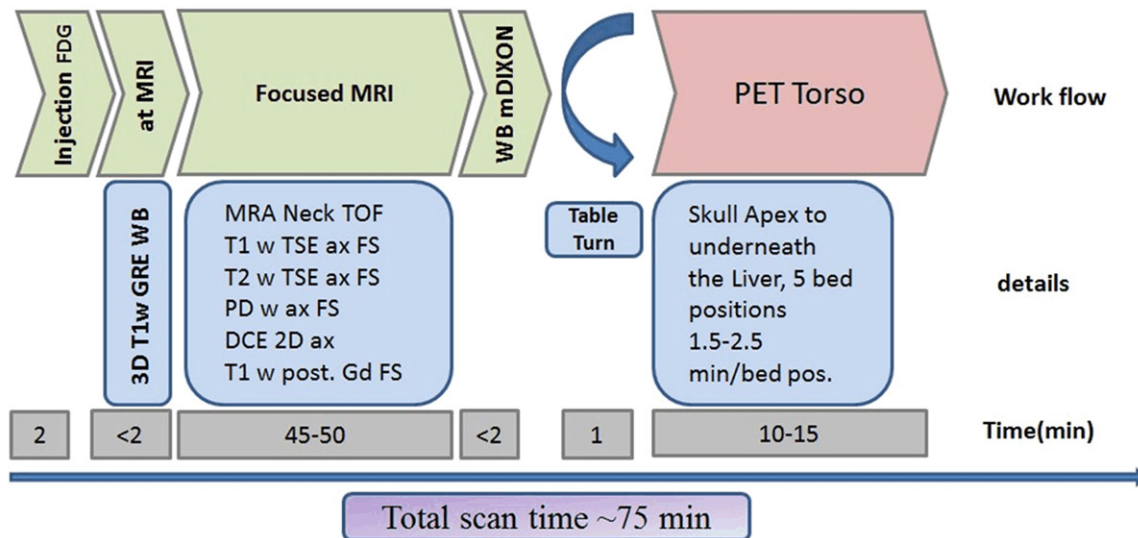 Injection FDG
at MRI
Focused MRI
WB mDIXON
PET Torso
Work flow
3D T1w GRE WB
MRA Neck TOF
T1 w TSE ax FS
T2 w TSE ax FS
PD w ax FS
DCE 2D ax
T1 w post. Gd FS
Table
Turn
Skull Apex to
underneath
the Liver, 5 bed
positions
1.5-2.5
min/bed pos.
details
2
<2
45-50
<2
1
10-15
Time(min)
Total scan time ~75 min